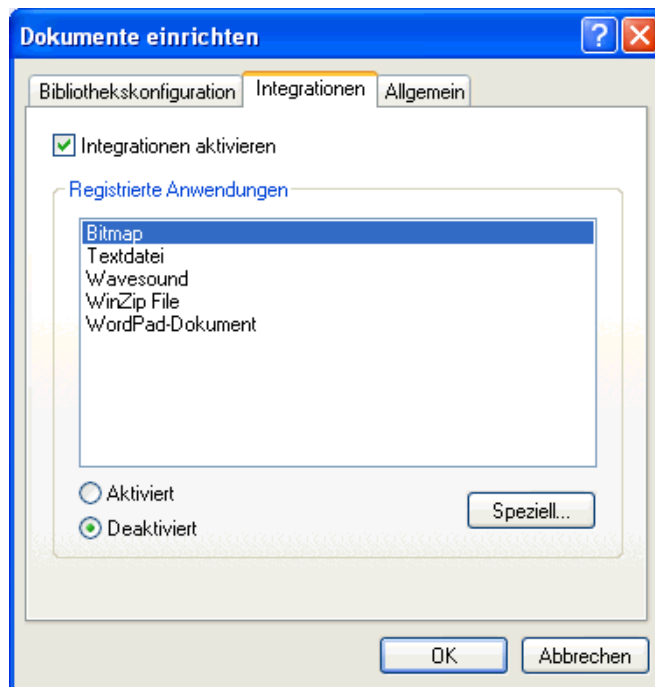 Dokumente einrichten
Bibliothekskonfiguration Integrationen Allgemein
Integrationen aktivieren
Registrierte Anwendungen
Bitmap
Textdatei
Wavesound
WinZip File
WordPad-Dokument
Aktiviert
Speziell...
Deaktiviert
OK Abbrechen